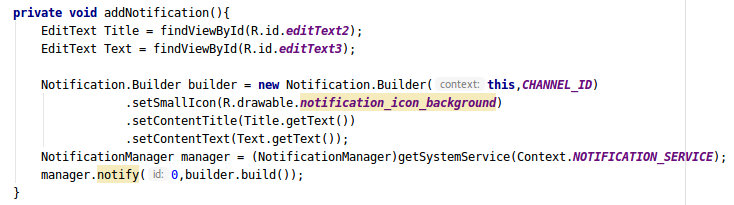 private void addNotification(){
EditText Title = findViewById(R.id.editText2);
EditText Text = findViewById(R.id.editText3);
Notification.Builder builder = new Notification.Builder( context: this,CHANNEL_ID)
.setSmallIcon(R.drawable.notification_icon_background)
.setContentTitle(Title.getText())
.setContentText(Text.getText());
NotificationManager manager = (NotificationManager)getSystemService(Context.NOTIFICATION_SERVICE);
manager.notify( id: 0,builder.build());
}